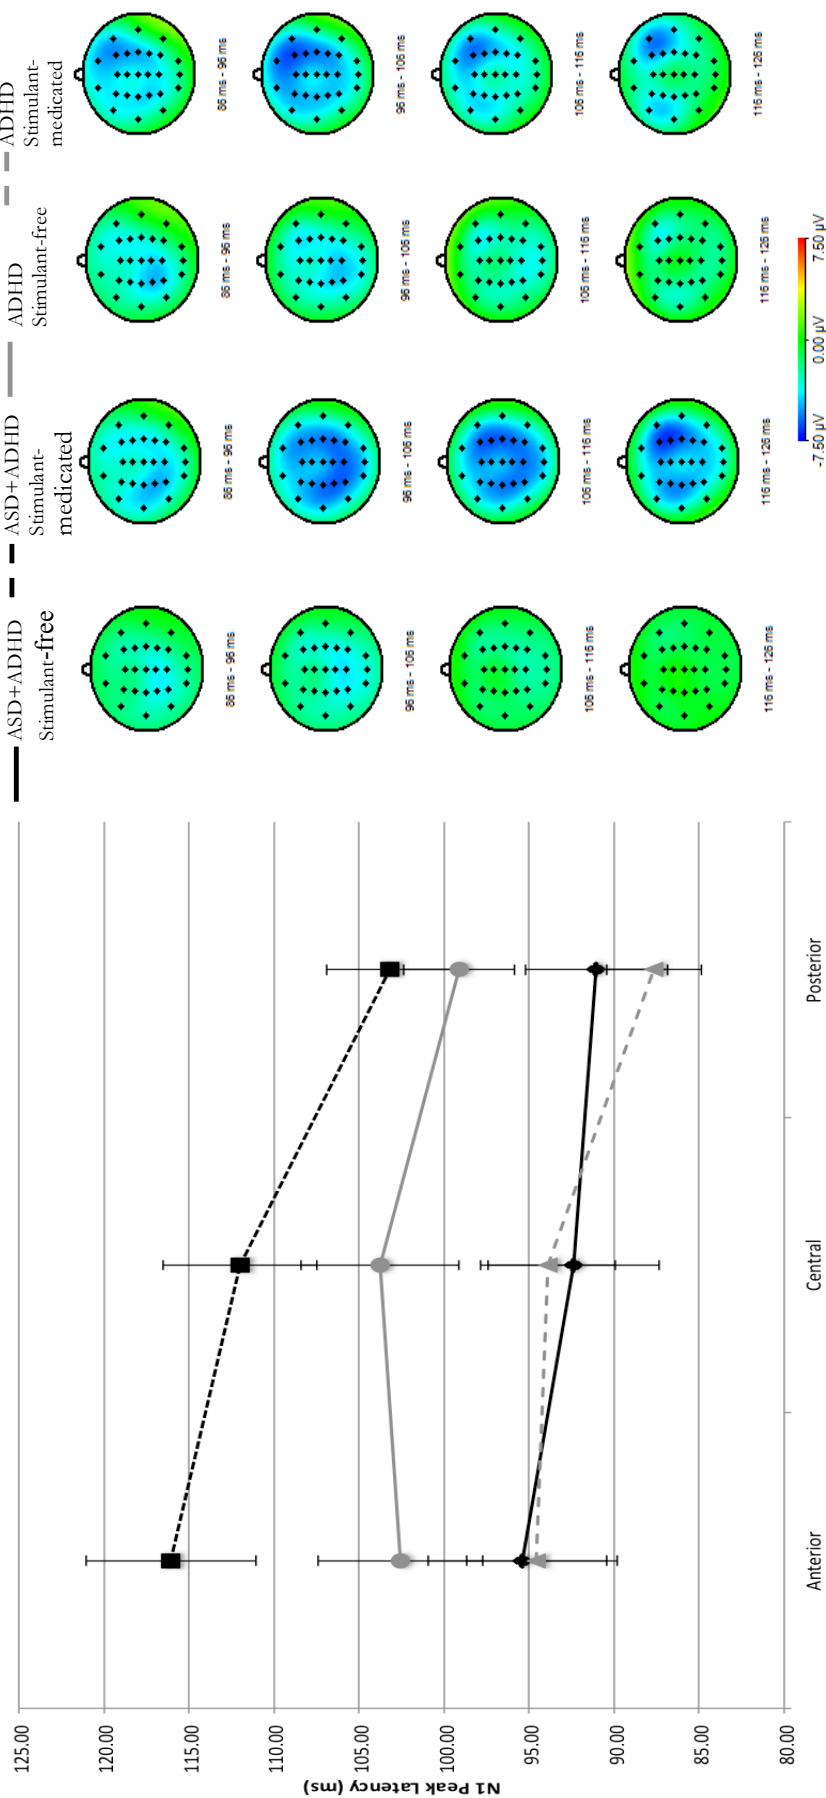 ASD+ADHD
Stimulant-free
ASD+ADHD
Stimulant-
medicated
ADHD
Stimulant-free
ADHD
Stimulant-
medicated
86 ms - 96 ms
86 ms - 96 ms
86 ms - 96 ms
86 ms - 96 ms
96 ms - 106 ms
96 ms - 106 ms
96 ms - 106 ms
96 ms - 106 ms
106 ms - 116 ms
106 ms - 116 ms
106 ms - 116 ms
106 ms - 116 ms
116 ms - 126 ms
116 ms - 126 ms
116 ms - 126 ms
116 ms - 126 ms
-7.50 µV 0.00 µV 7.50 µV
N1 Peak Latency (ms)
125.00
120.00
115.00
110.00
105.00
100.00
95.00
90.00
85.00
80.00
Anterior Central Posterior